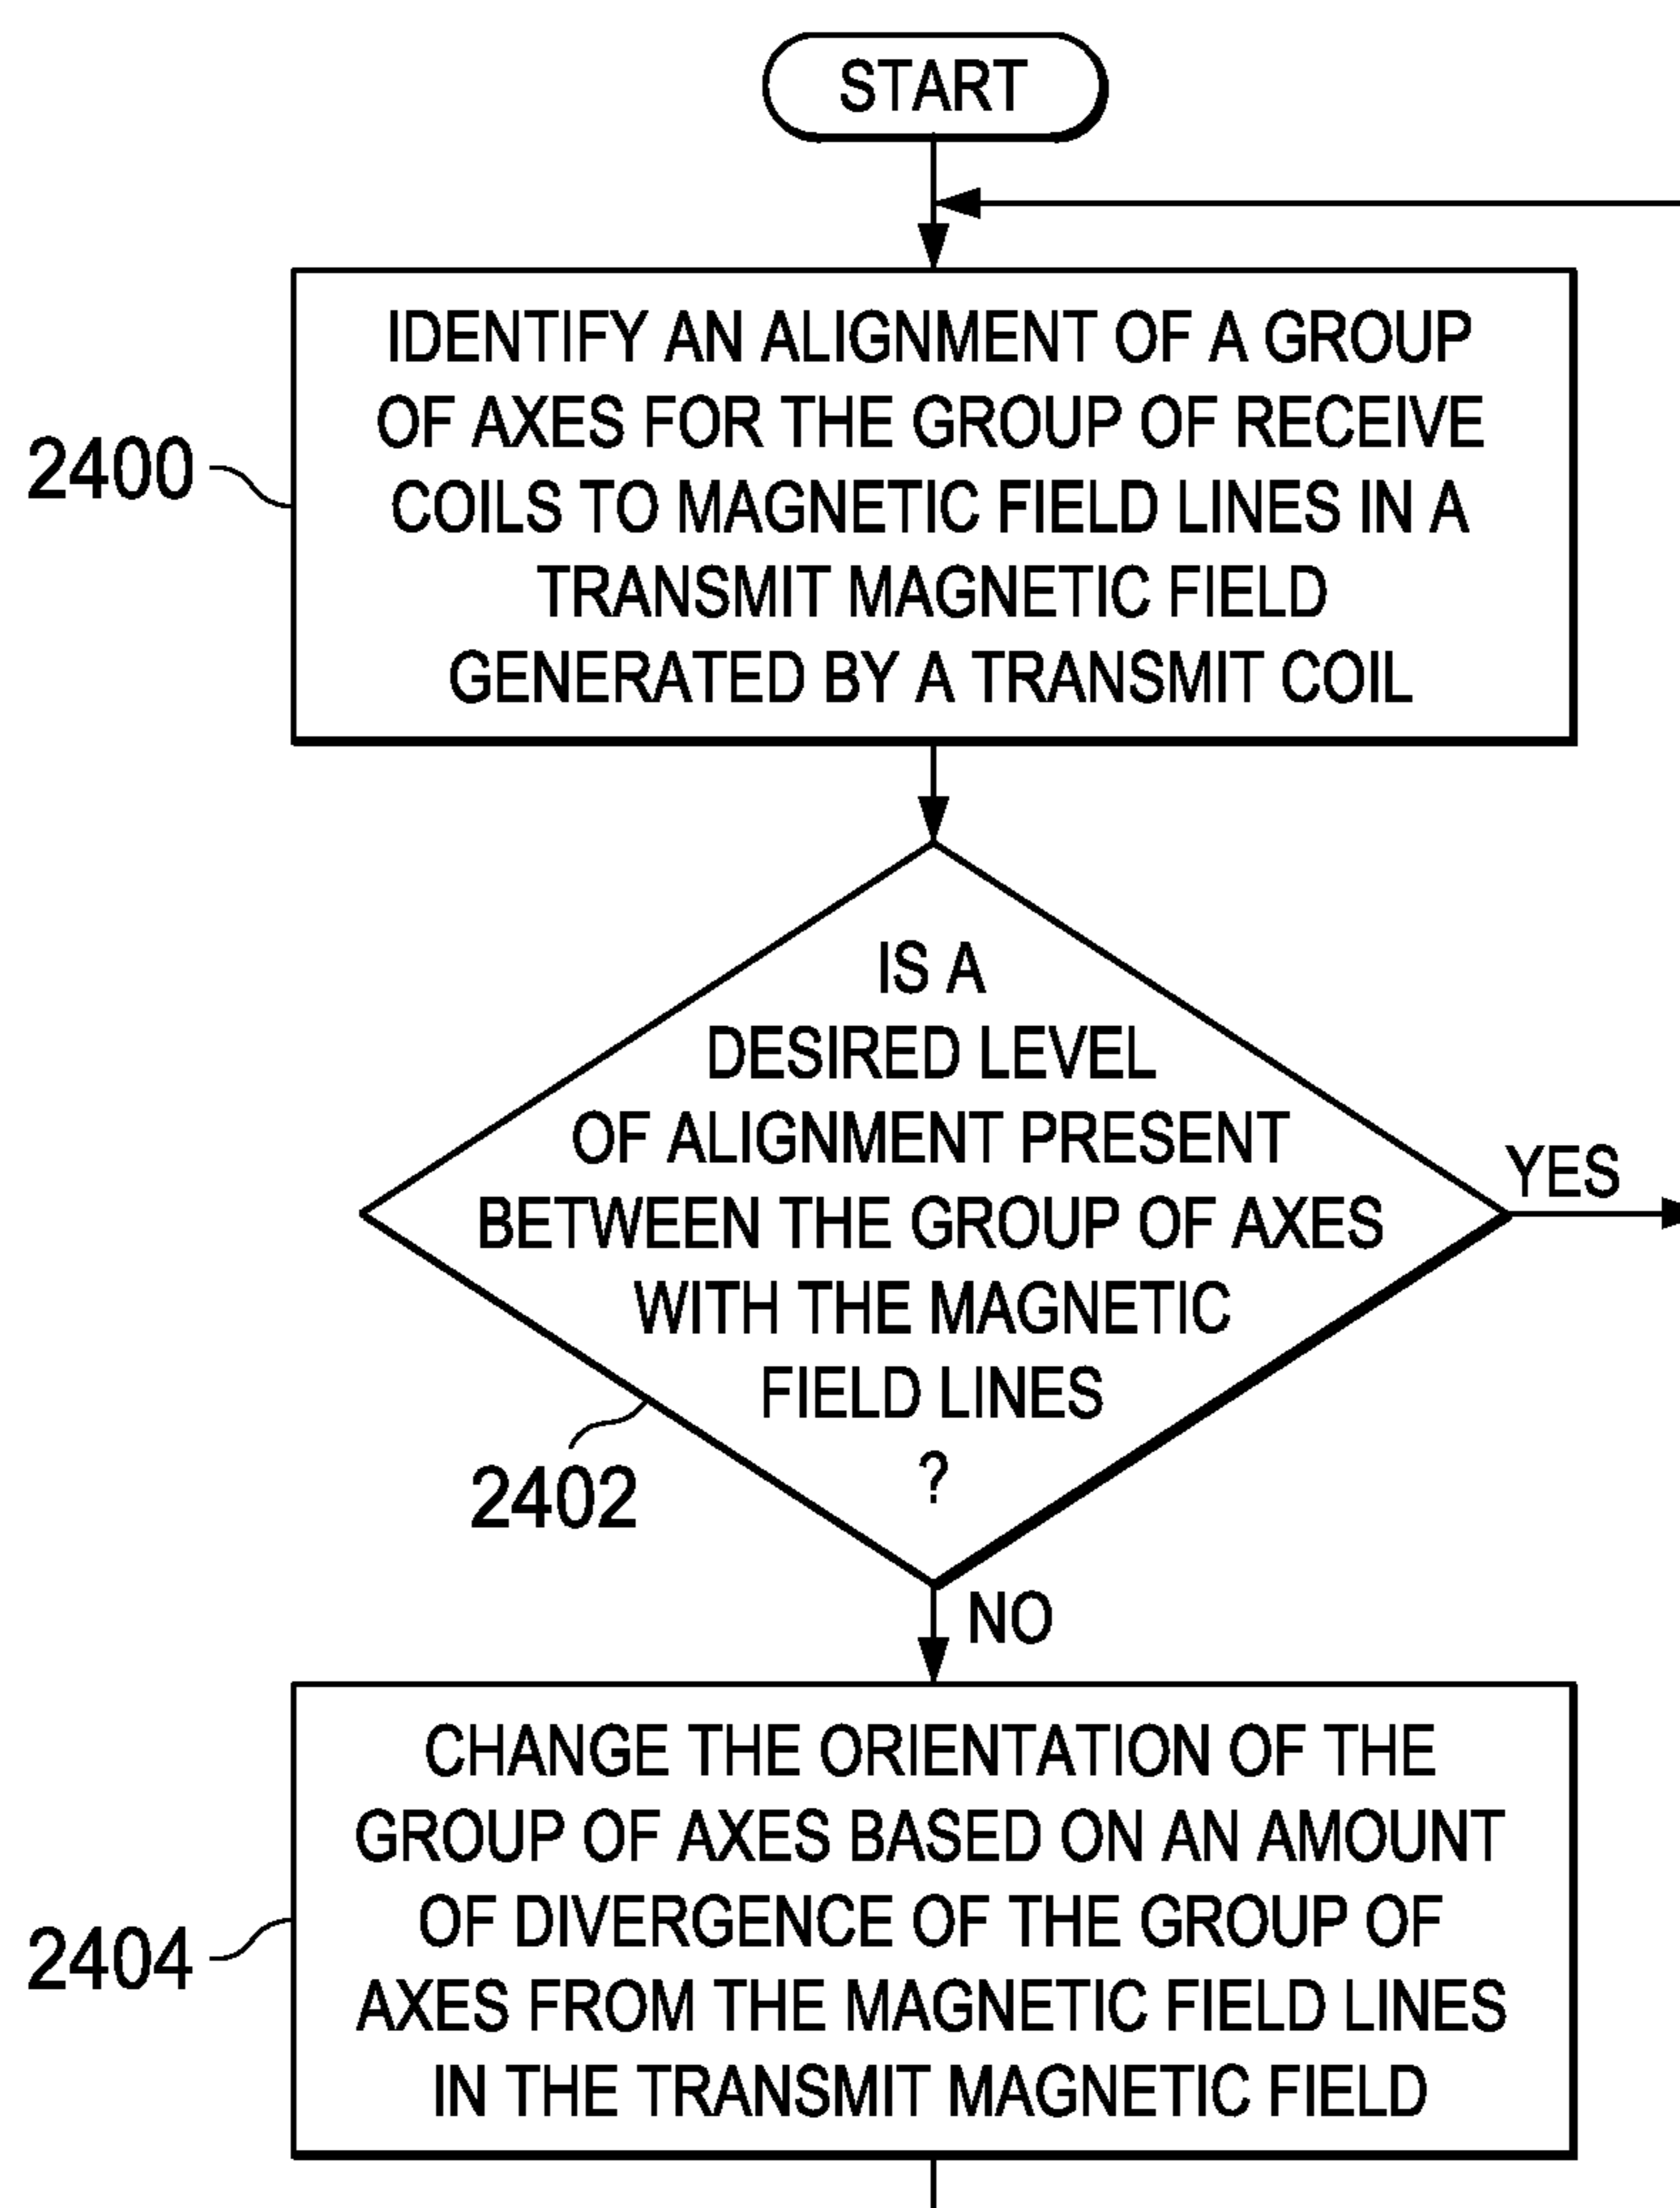 START
IDENTIFY AN ALIGNMENT OF A GROUP
OF AXES FOR THE GROUP OF RECEIVE
COILS TO MAGNETIC FIELD LINES IN A
TRANSMIT MAGNETIC FIELD
GENERATED BY A TRANSMIT COIL
2400
IS A
DESIRED LEVEL
OF ALIGNMENT PRESENT
BETWEEN THE GROUP OF AXES
WITH THE MAGNETIC
FIELD LINES
?
YES
2402
NO
CHANGE THE ORIENTATION OF THE
GROUP OF AXES BASED ON AN AMOUNT
OF DIVERGENCE OF THE GROUP OF
AXES FROM THE MAGNETIC FIELD LINES
IN THE TRANSMIT MAGNETIC FIELD
2404